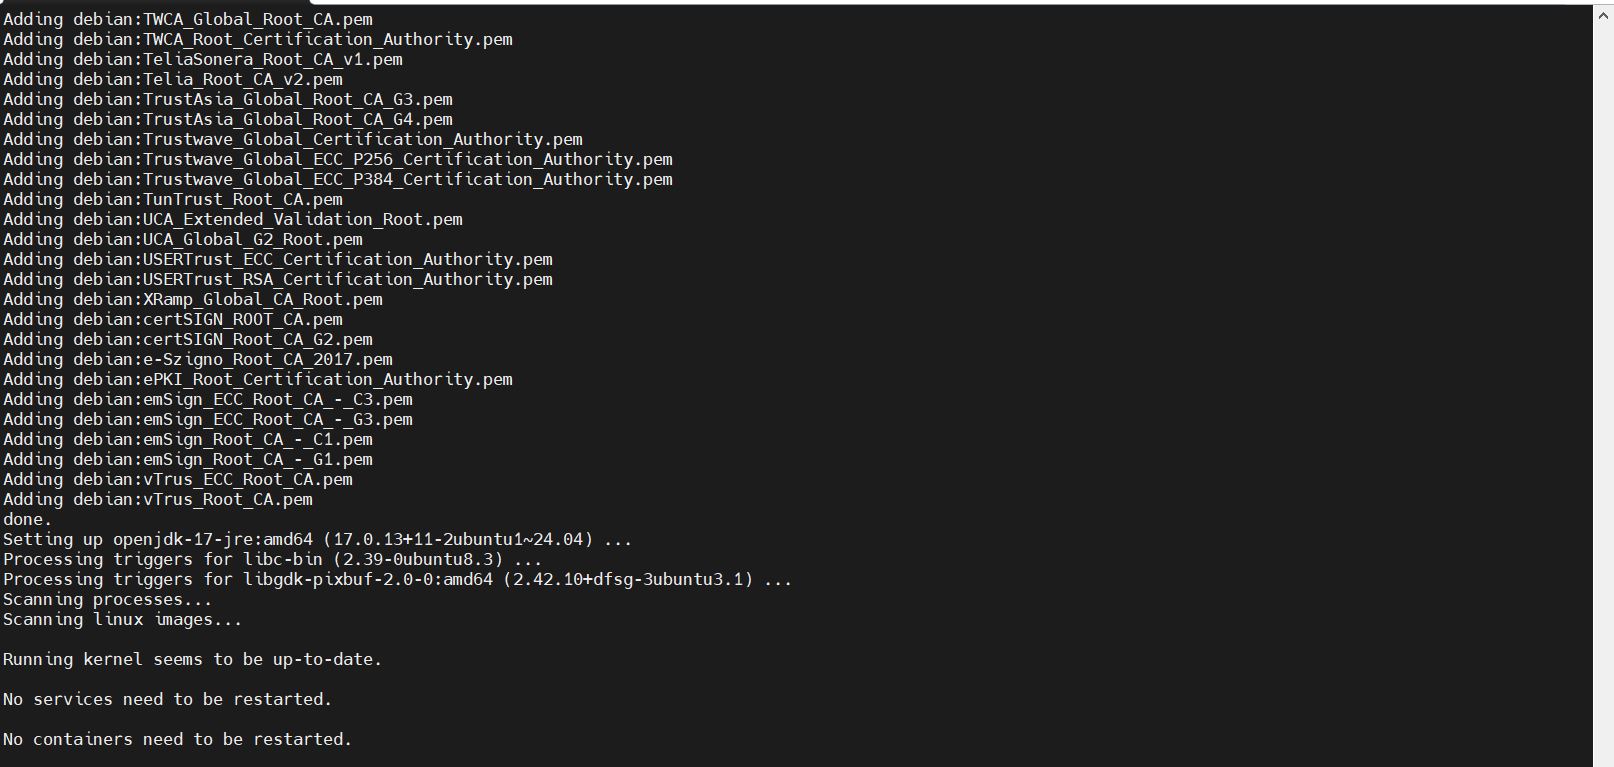 Adding debian:TWCA_Global_Root_CA.pem
Adding debian:TWCA_Root_Certification_Authority.pem
Adding debian:TeliaSonera_Root_CA_v1.pem
Adding debian:Telia_Root_CA_v2.pem
Adding debian:TrustAsia_Global_Root_CA_G3.pem
Adding debian:TrustAsia_Global_Root_CA_G4.pem
Adding debian:Trustwave_Global_Certification_Authority.pem
Adding debian:Trustwave_Global_ECC_P256_Certification_Authority.pem
Adding debian:Trustwave_Global_ECC_P384_Certification_Authority.pem
Adding debian:TunTrust_Root_CA.pem
Adding debian:UCA_Extended_Validation_Root.pem
Adding debian:UCA_Global_G2_Root.pem
Adding debian:USERTrust_ECC_Certification_Authority.pem
Adding debian:USERTrust_RSA_Certification_Authority.pem
Adding debian:XRamp_Global_CA_Root.pem
Adding debian:certSIGN_ROOT_CA.pem
Adding debian:certSIGN_Root_CA_G2.pem
Adding debian:e-Szigno_Root_CA_2017.pem
Adding debian:ePKI_Root_Certification_Authority.pem
Adding debian:emSign_ECC_Root_CA_-_C3.pem
Adding debian:emSign_ECC_Root_CA_-_G3.pem
Adding debian:emSign_Root_CA_-_C1.pem
Adding debian:emSign_Root_CA_-_G1.pem
Adding debian:vTrus_ECC_Root_CA.pem
Adding debian:vTrus_Root_CA.pem
done.
Setting up openjdk-17-jre:amd64 (17.0.13+11-2ubuntu1~24.04) ...
Processing triggers for libc-bin (2.39-0ubuntu8.3) ...
Processing triggers for libgdk-pixbuf-2.0-0:amd64 (2.42.10+dfsg-3ubuntu3.1) ...
Scanning processes...
Scanning linux images...
Running kernel seems to be up-to-date.
No services need to be restarted.
No containers need to be restarted.